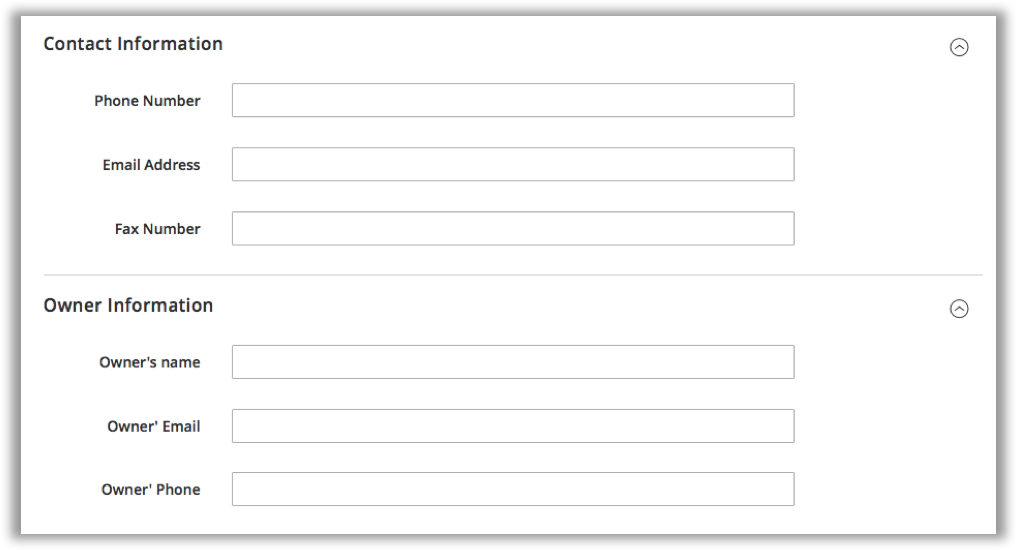 Contact Information
Phone Number
Email Address
Fax Number
Owner Information
Owner's name
Owner' Email
Owner' Phone